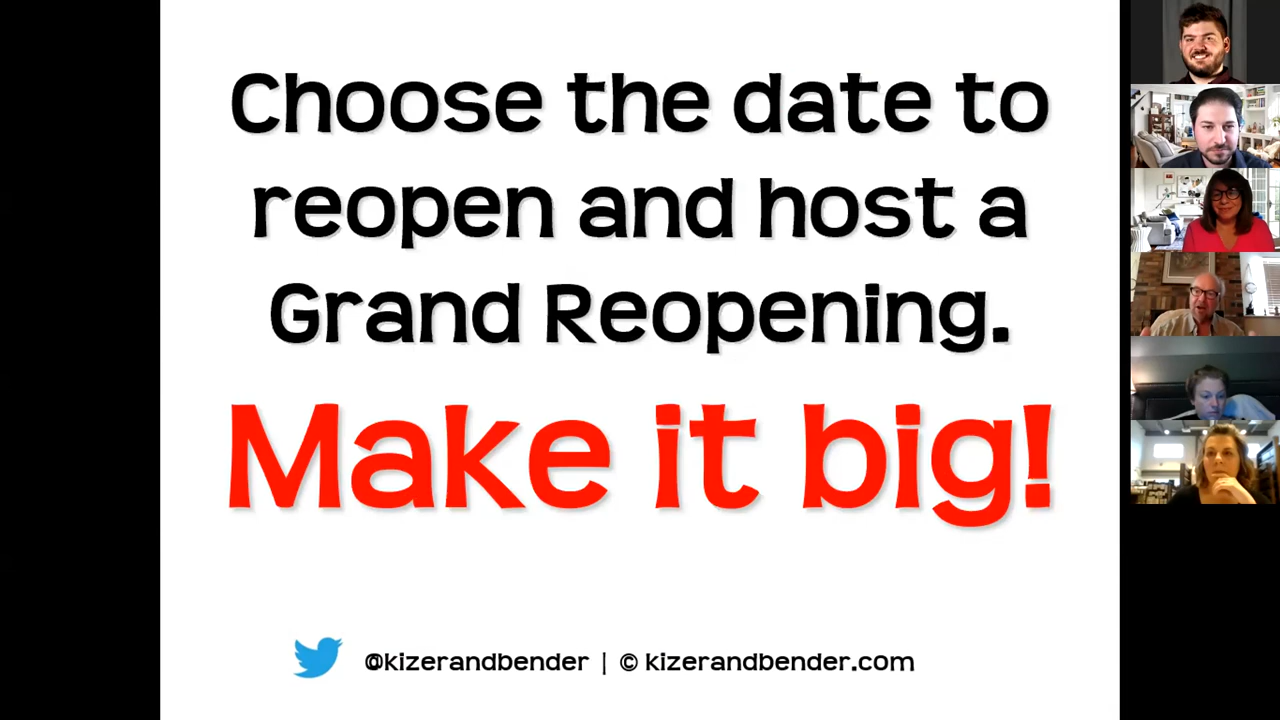 Choose the date to
reopen and host a
Grand Reopening.
Make it big!
@kizerandbender | © kizerandbender.com